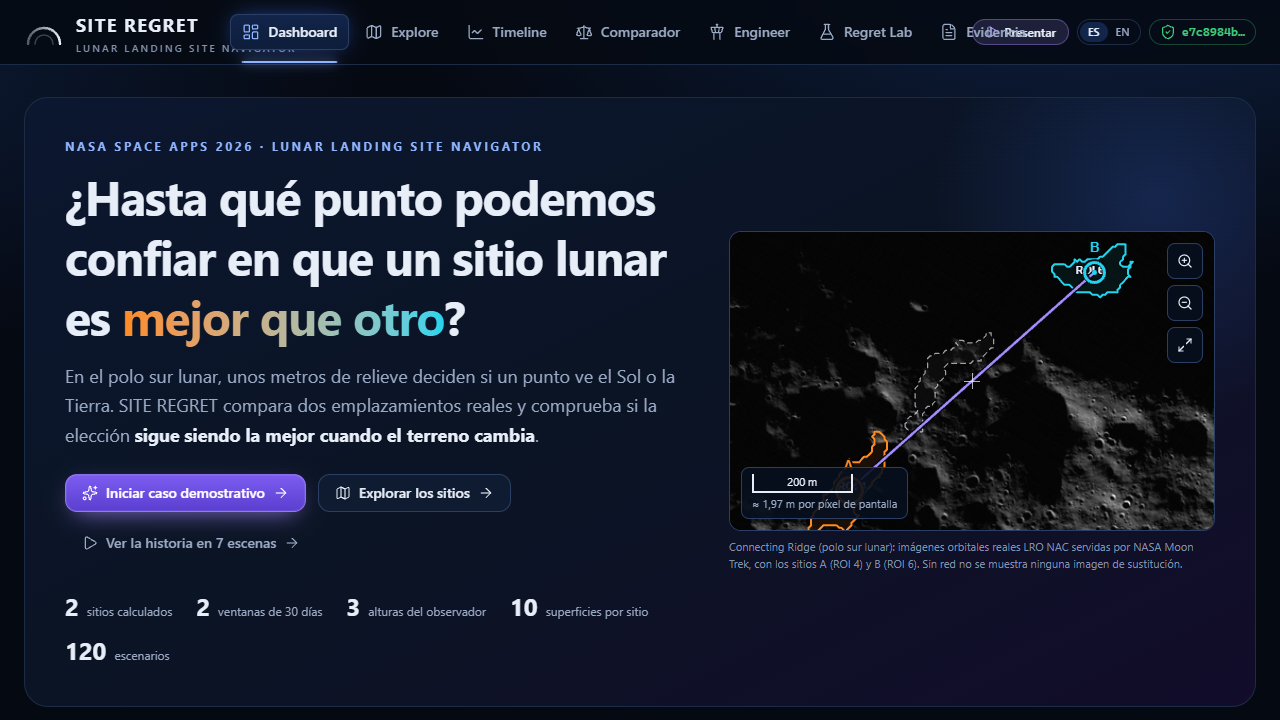 SITE REGRET
LUNAR LANDING SITE NAVIGATOR
Dashboard
Explore
Timeline
Comparador
Engineer
Regret Lab
Presentar
ES
EN
e7c8984b…
NASA SPACE APPS 2026 · LUNAR LANDING SITE NAVIGATOR
¿Hasta qué punto podemos
confiar en que un sitio lunar
es mejor que otro?
En el polo sur lunar, unos metros de relieve deciden si un punto ve el Sol o la
Tierra. SITE REGRET compara dos emplazamientos reales y comprueba si la
elección sigue siendo la mejor cuando el terreno cambia.
Iniciar caso demostrativo
Explorar los sitios
Ver la historia en 7 escenas
2 sitios calculados
2 ventanas de 30 días
3 alturas del observador
10 superficies por sitio
120 escenarios
B
200 m
≈ 1,97 m por píxel de pantalla
Connecting Ridge (polo sur lunar): imágenes orbitales reales LRO NAC servidas por NASA Moon
Trek, con los sitios A (ROI 4) y B (ROI 6). Sin red no se muestra ninguna imagen de sustitución.